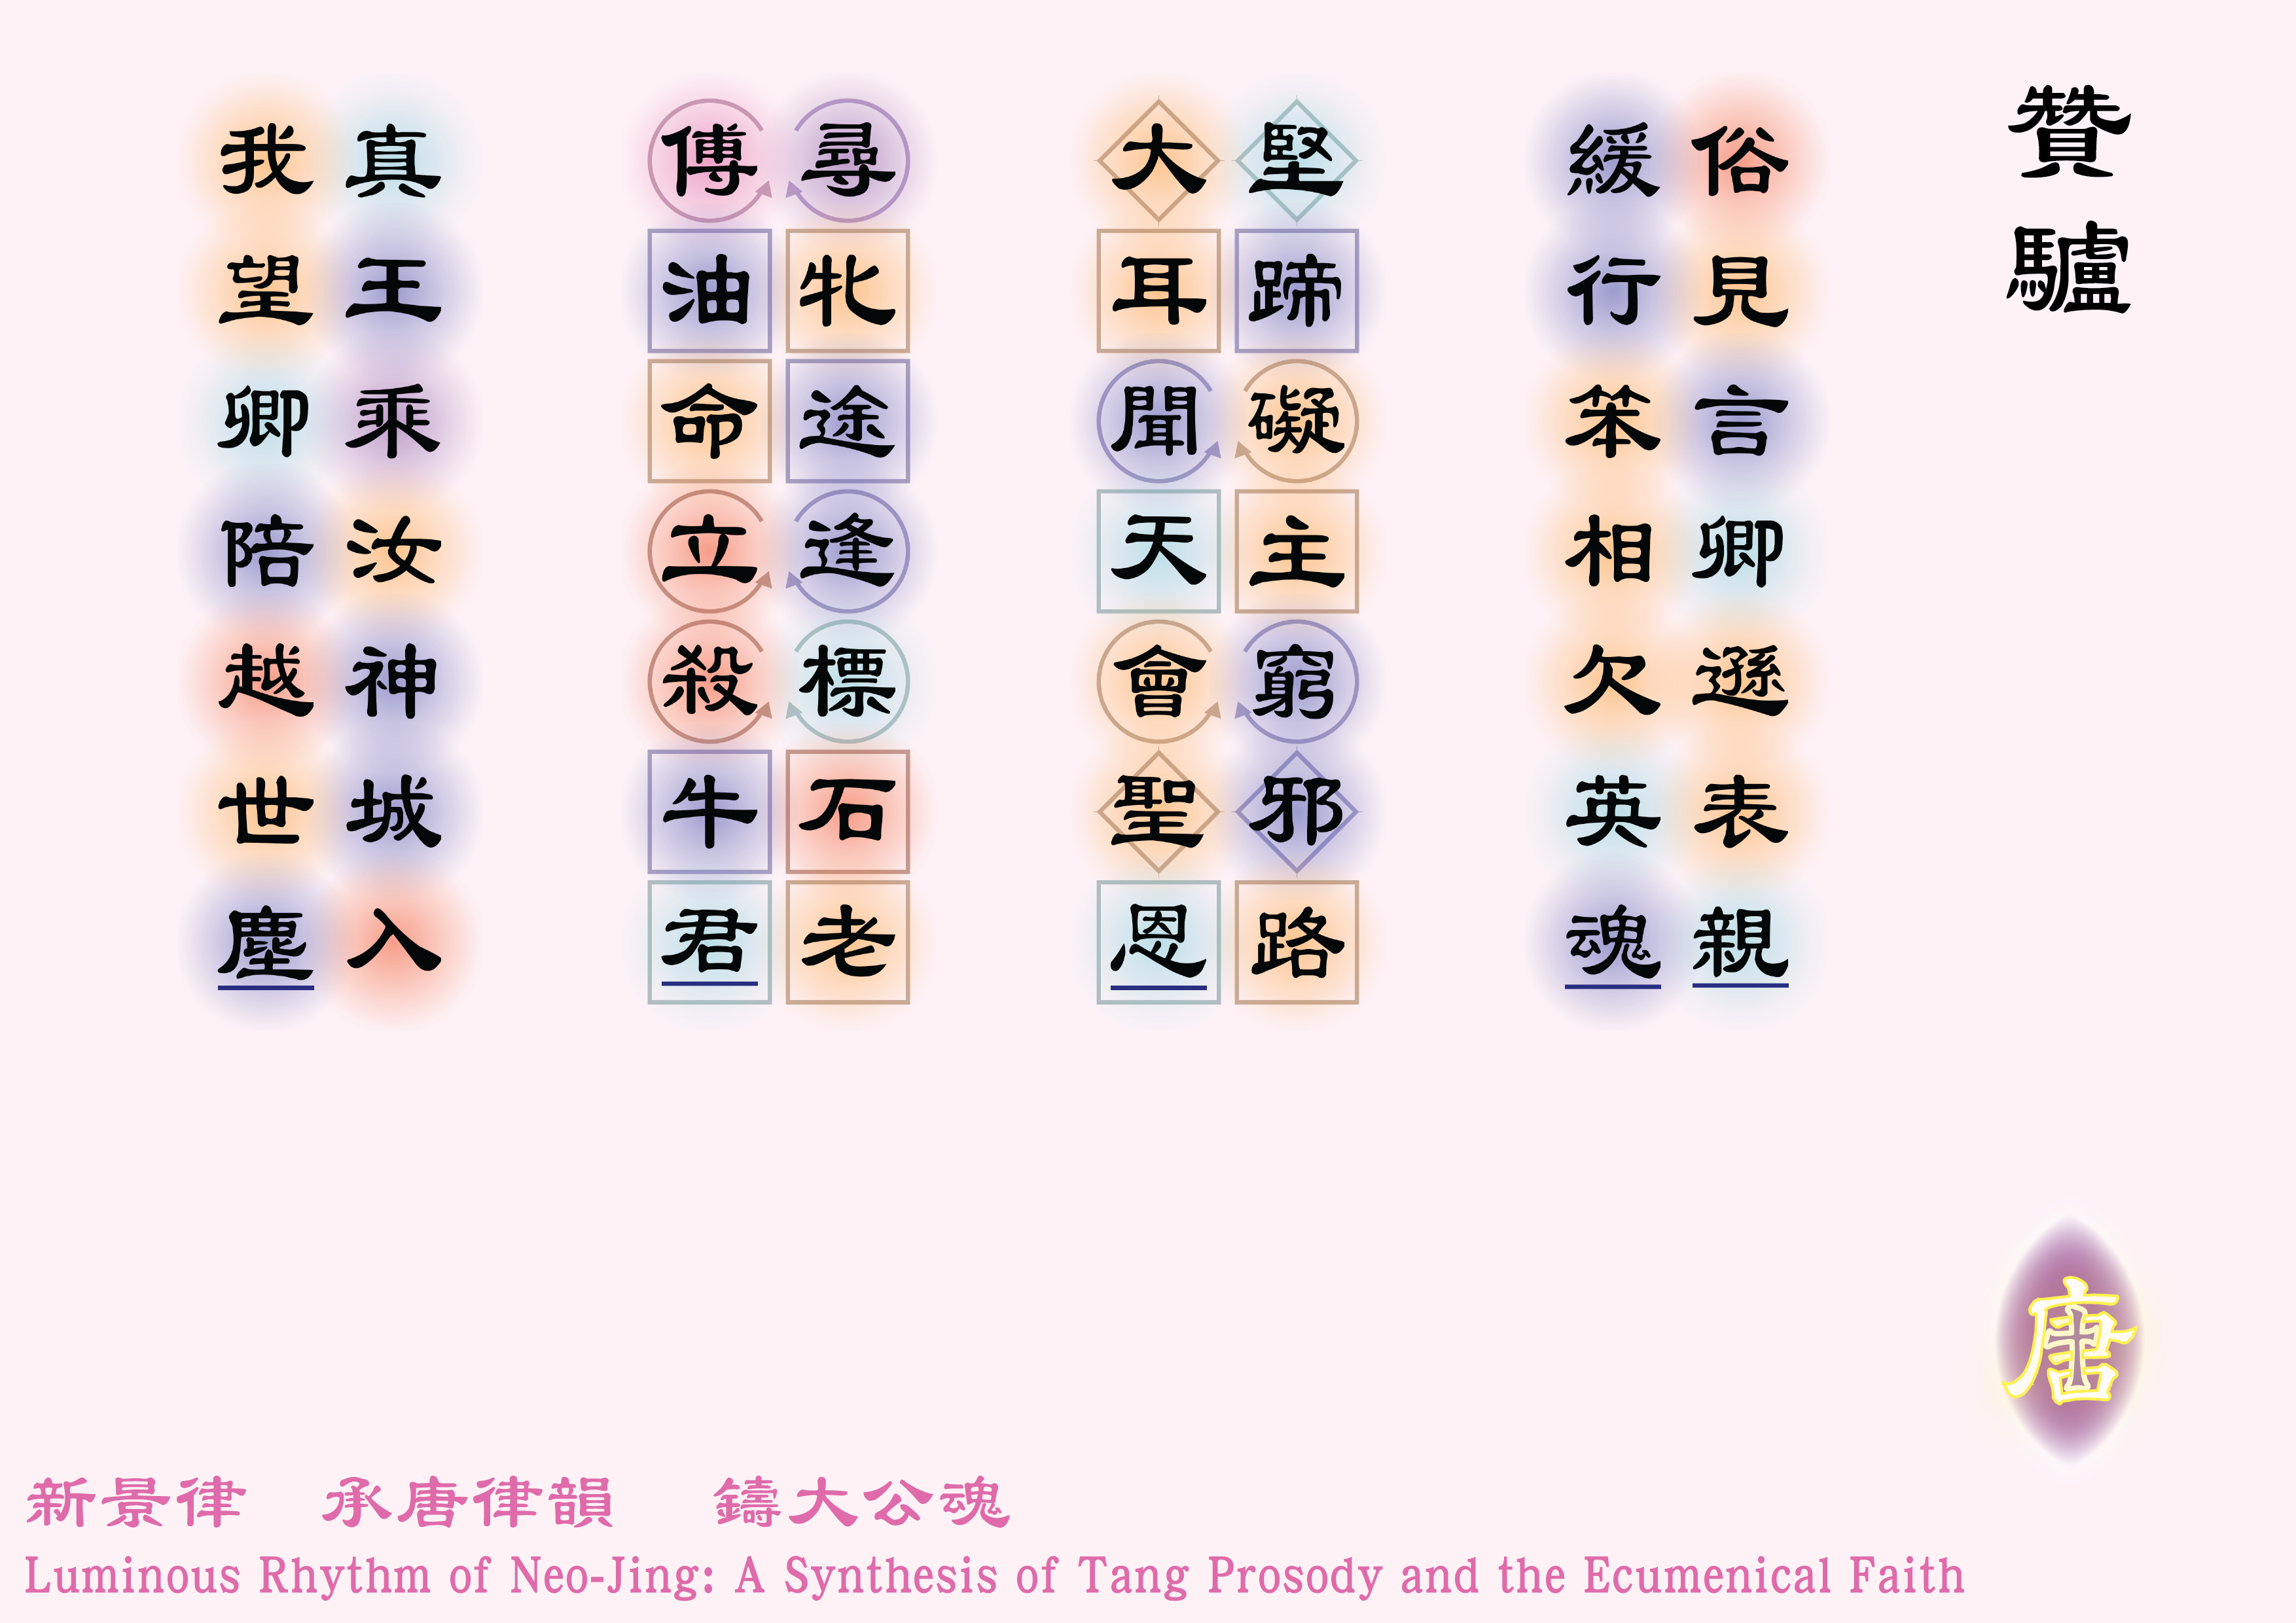 贊驢
俗見言卿遜表親
緩行笨相欠英魂
堅蹄礙主窮邪路
大耳聞天會聖恩
尋牝途逢標石老
傅油命立殺牛君
真王乘汝神城入
我望卿陪越世塵
唐
新景律 承唐律韻 鑄大公魂
Luminous Rhythm of Neo-Jing: A Synthesis of Tang Prosody and the Ecumenical Faith